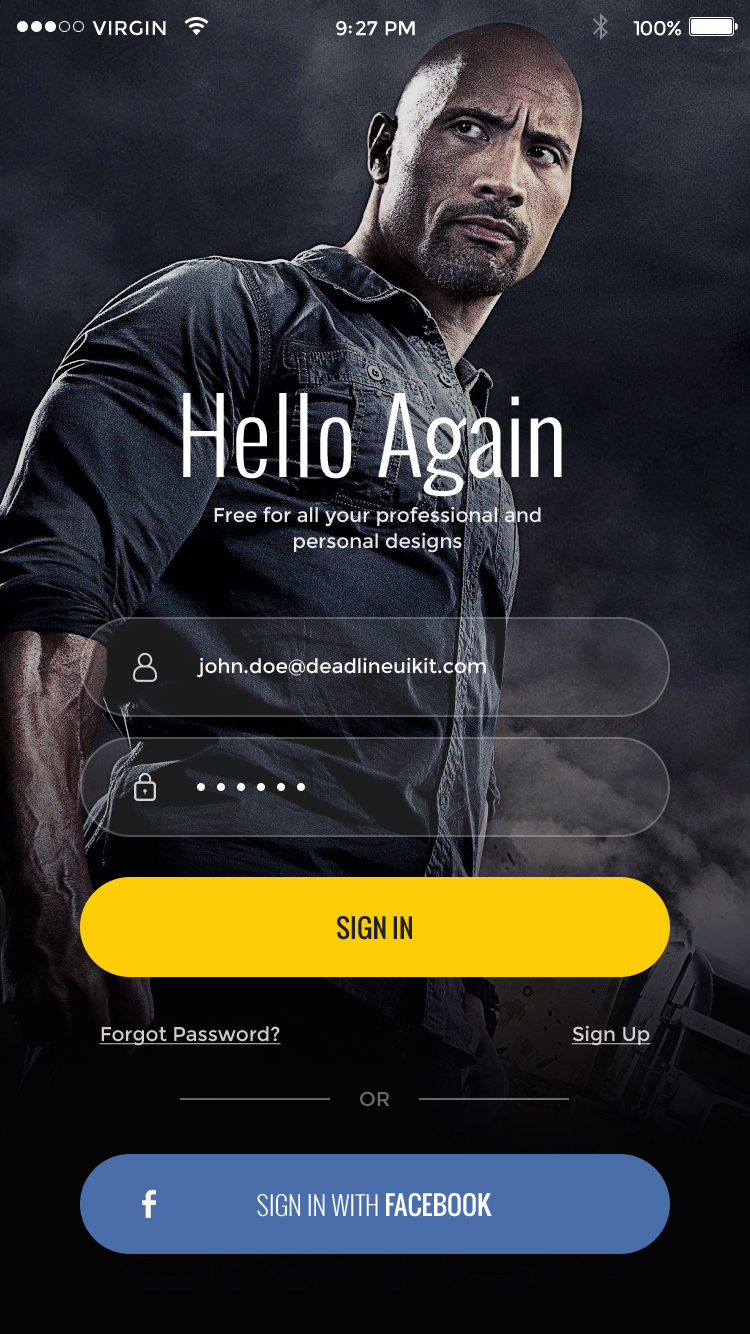 VIRGIN 9:27 PM 100%
Hello Again
Free for all your professional and
personal designs
john.doe@deadlineuikit.com
SIGN IN
Forgot Password? Sign Up
OR
f SIGN IN WITH FACEBOOK